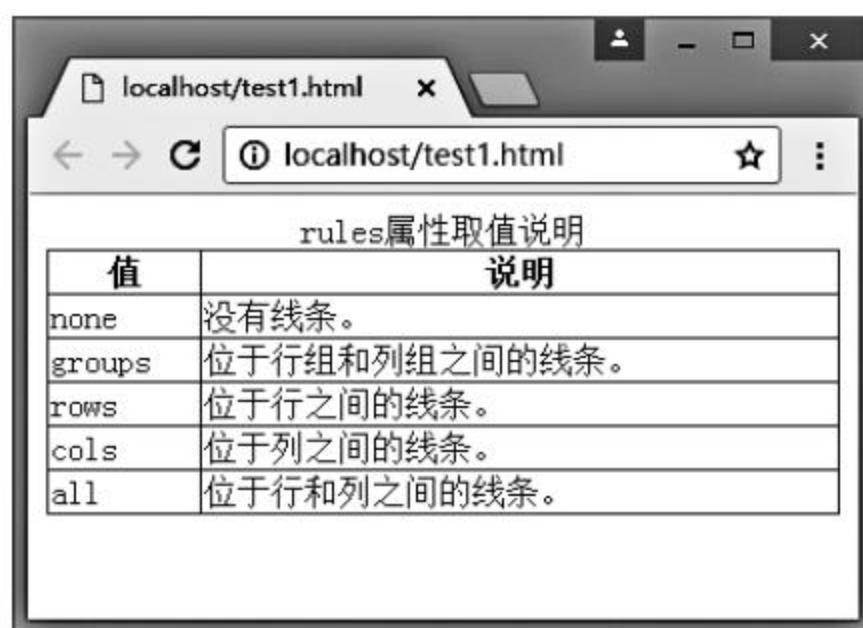 localhost/test1.html
localhost/test1.html
rules属性取值说明
值 说明
none 没有线条。
groups 位于行组和列组之间的线条。
rows 位于行之间的线条。
cols 位于列之间的线条。
all 位于行和列之间的线条。